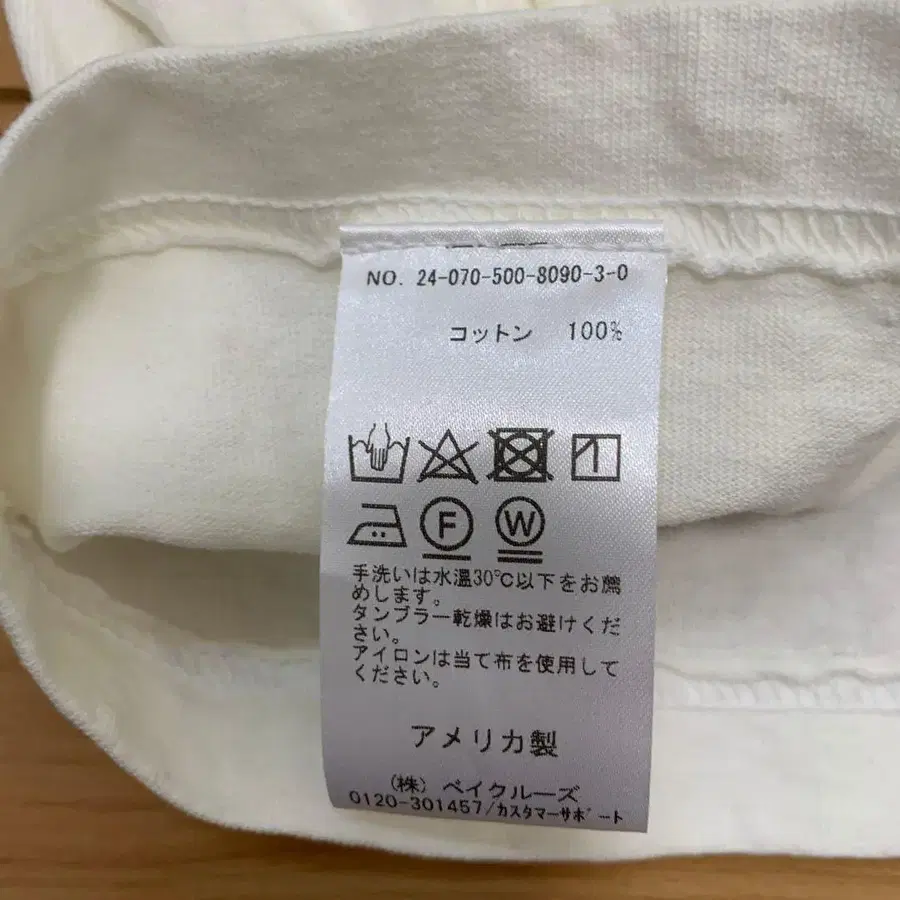 NO. 24-070-500-8090-3-0
コットン 100%
F W
手洗いは水温30℃以下をお薦
めします。
タンブラー乾燥はお避けくだ
さい。
アイロンは当て布を使用して
ください。
アメリカ製
(株) ベイクルーズ
0120-301457/カスタマーサポート